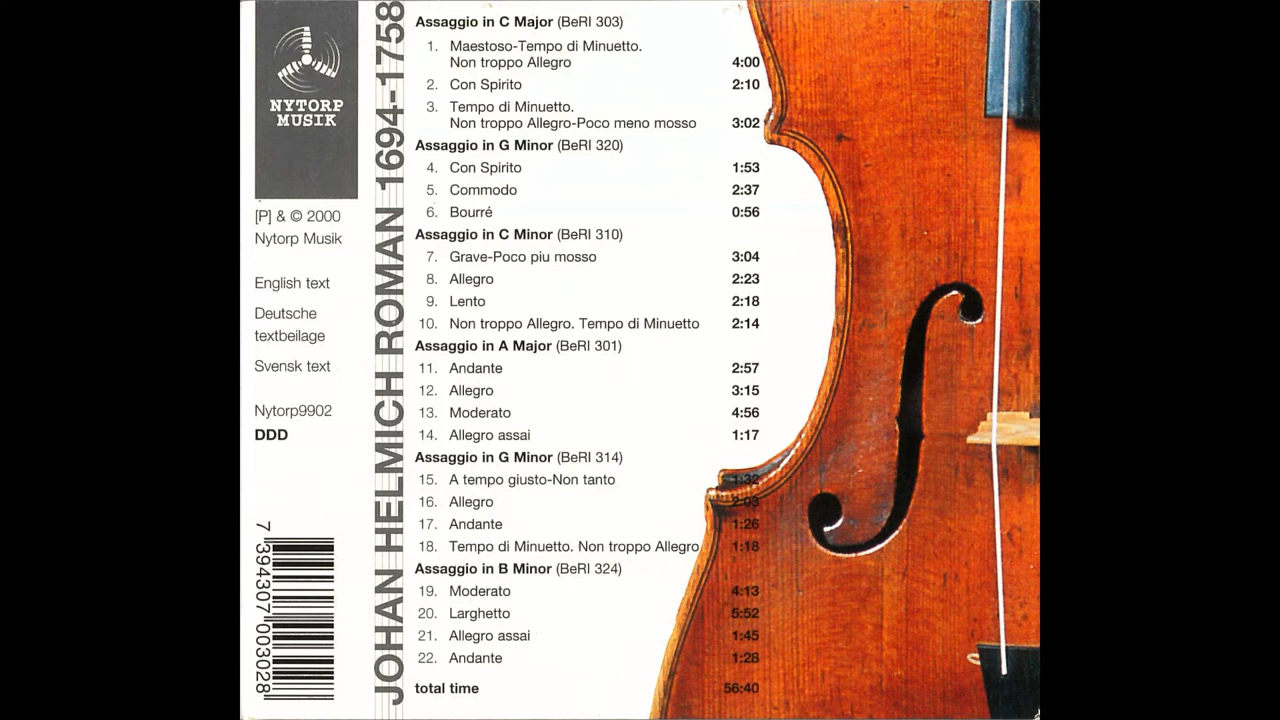 NYTORP
MUSIK
[P] & © 2000
Nytorp Musik
English text
Deutsche
textbeilage
Svensk text
Nytorp9902
DDD
7 394307 003028
JOHAN HELMICH ROMAN 1694-1758
Assaggio in C Major (BeRI 303)
1. Maestoso-Tempo di Minuetto.
Non troppo Allegro 4:00
2. Con Spirito 2:10
3. Tempo di Minuetto.
Non troppo Allegro-Poco meno mosso 3:02
Assaggio in G Minor (BeRI 320)
4. Con Spirito 1:53
5. Commodo 2:37
6. Bourré 0:56
Assaggio in C Minor (BeRI 310)
7. Grave-Poco piu mosso 3:04
8. Allegro 2:23
9. Lento 2:18
10. Non troppo Allegro. Tempo di Minuetto 2:14
Assaggio in A Major (BeRI 301)
11. Andante 2:57
12. Allegro 3:15
13. Moderato 4:56
14. Allegro assai 1:17
Assaggio in G Minor (BeRI 314)
15. A tempo giusto-Non tanto 1:32
16. Allegro 2:03
17. Andante 1:26
18. Tempo di Minuetto. Non troppo Allegro 1:18
Assaggio in B Minor (BeRI 324)
19. Moderato 4:13
20. Larghetto 5:52
21. Allegro assai 1:45
22. Andante 1:28
total time 56:40